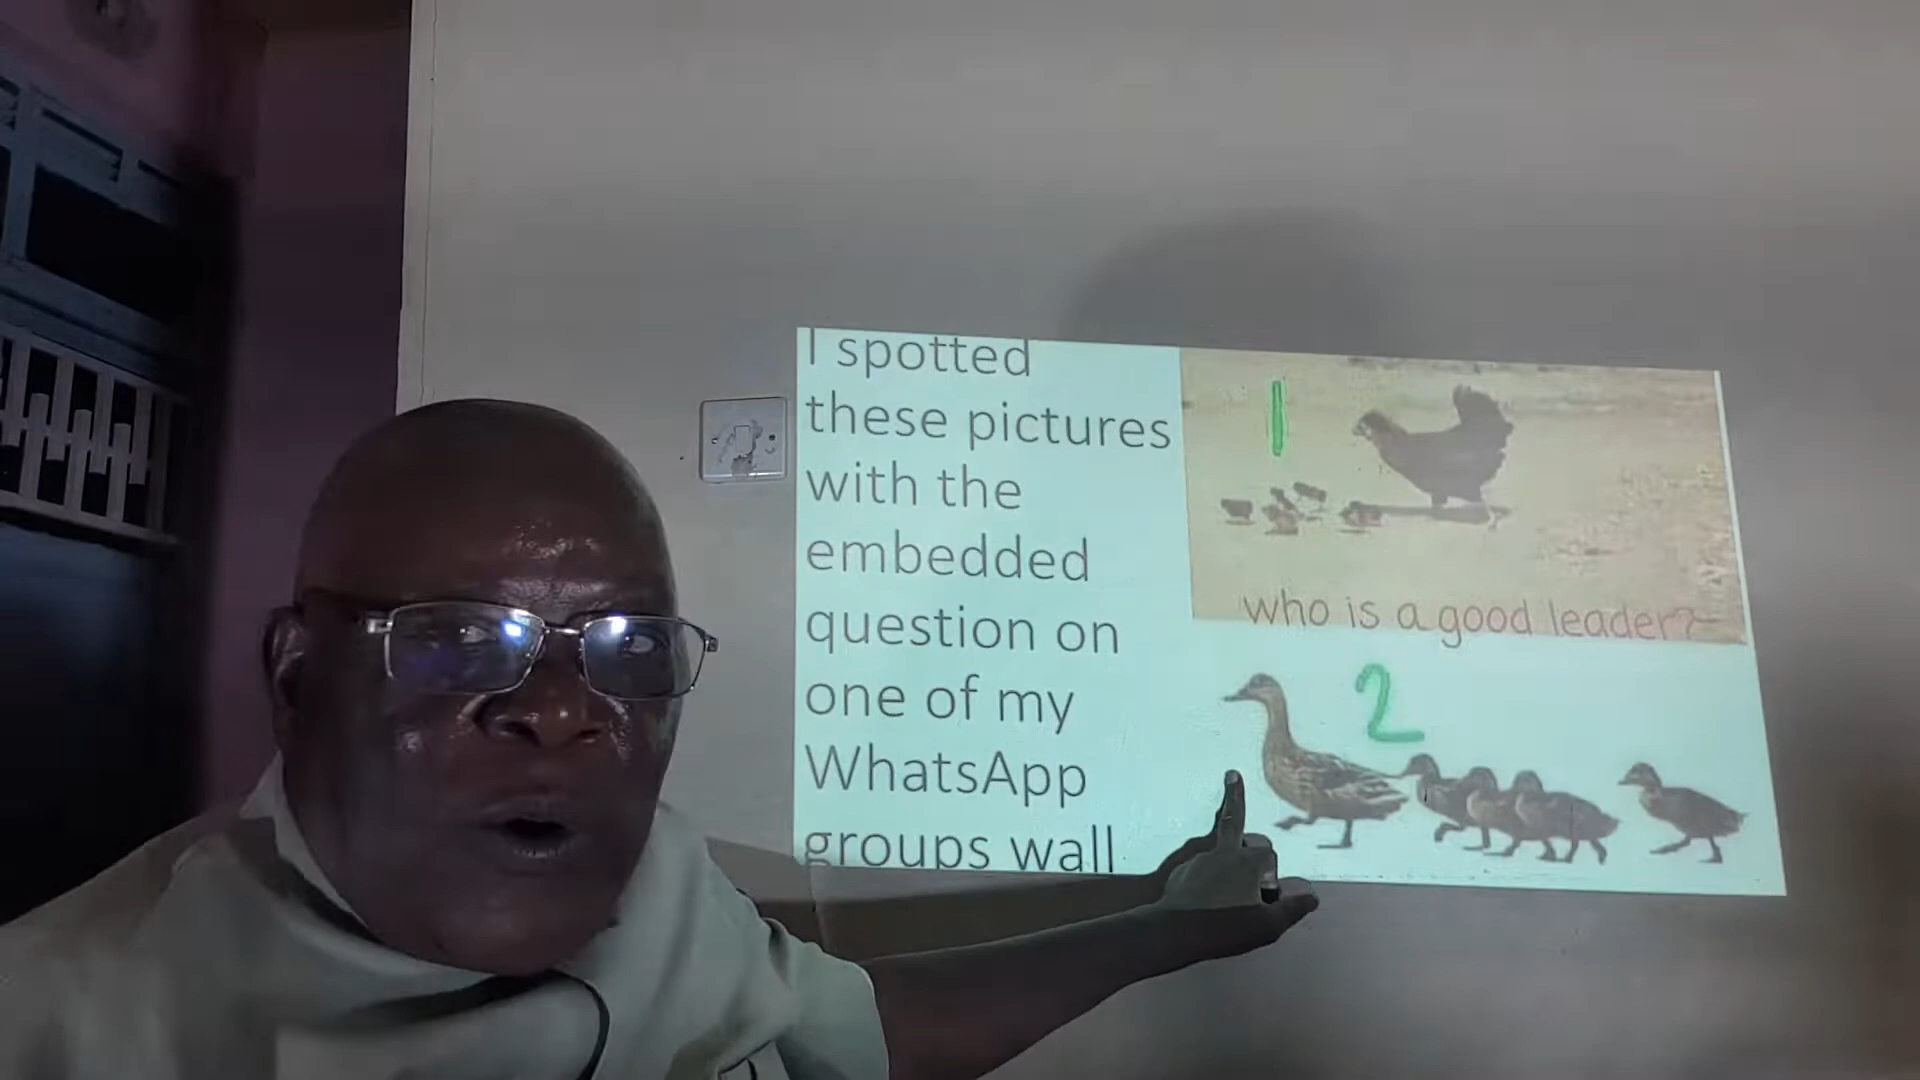 I spotted
these pictures
with the
embedded
question on
one of my
WhatsApp
groups wall
1
who is a good leader?
2